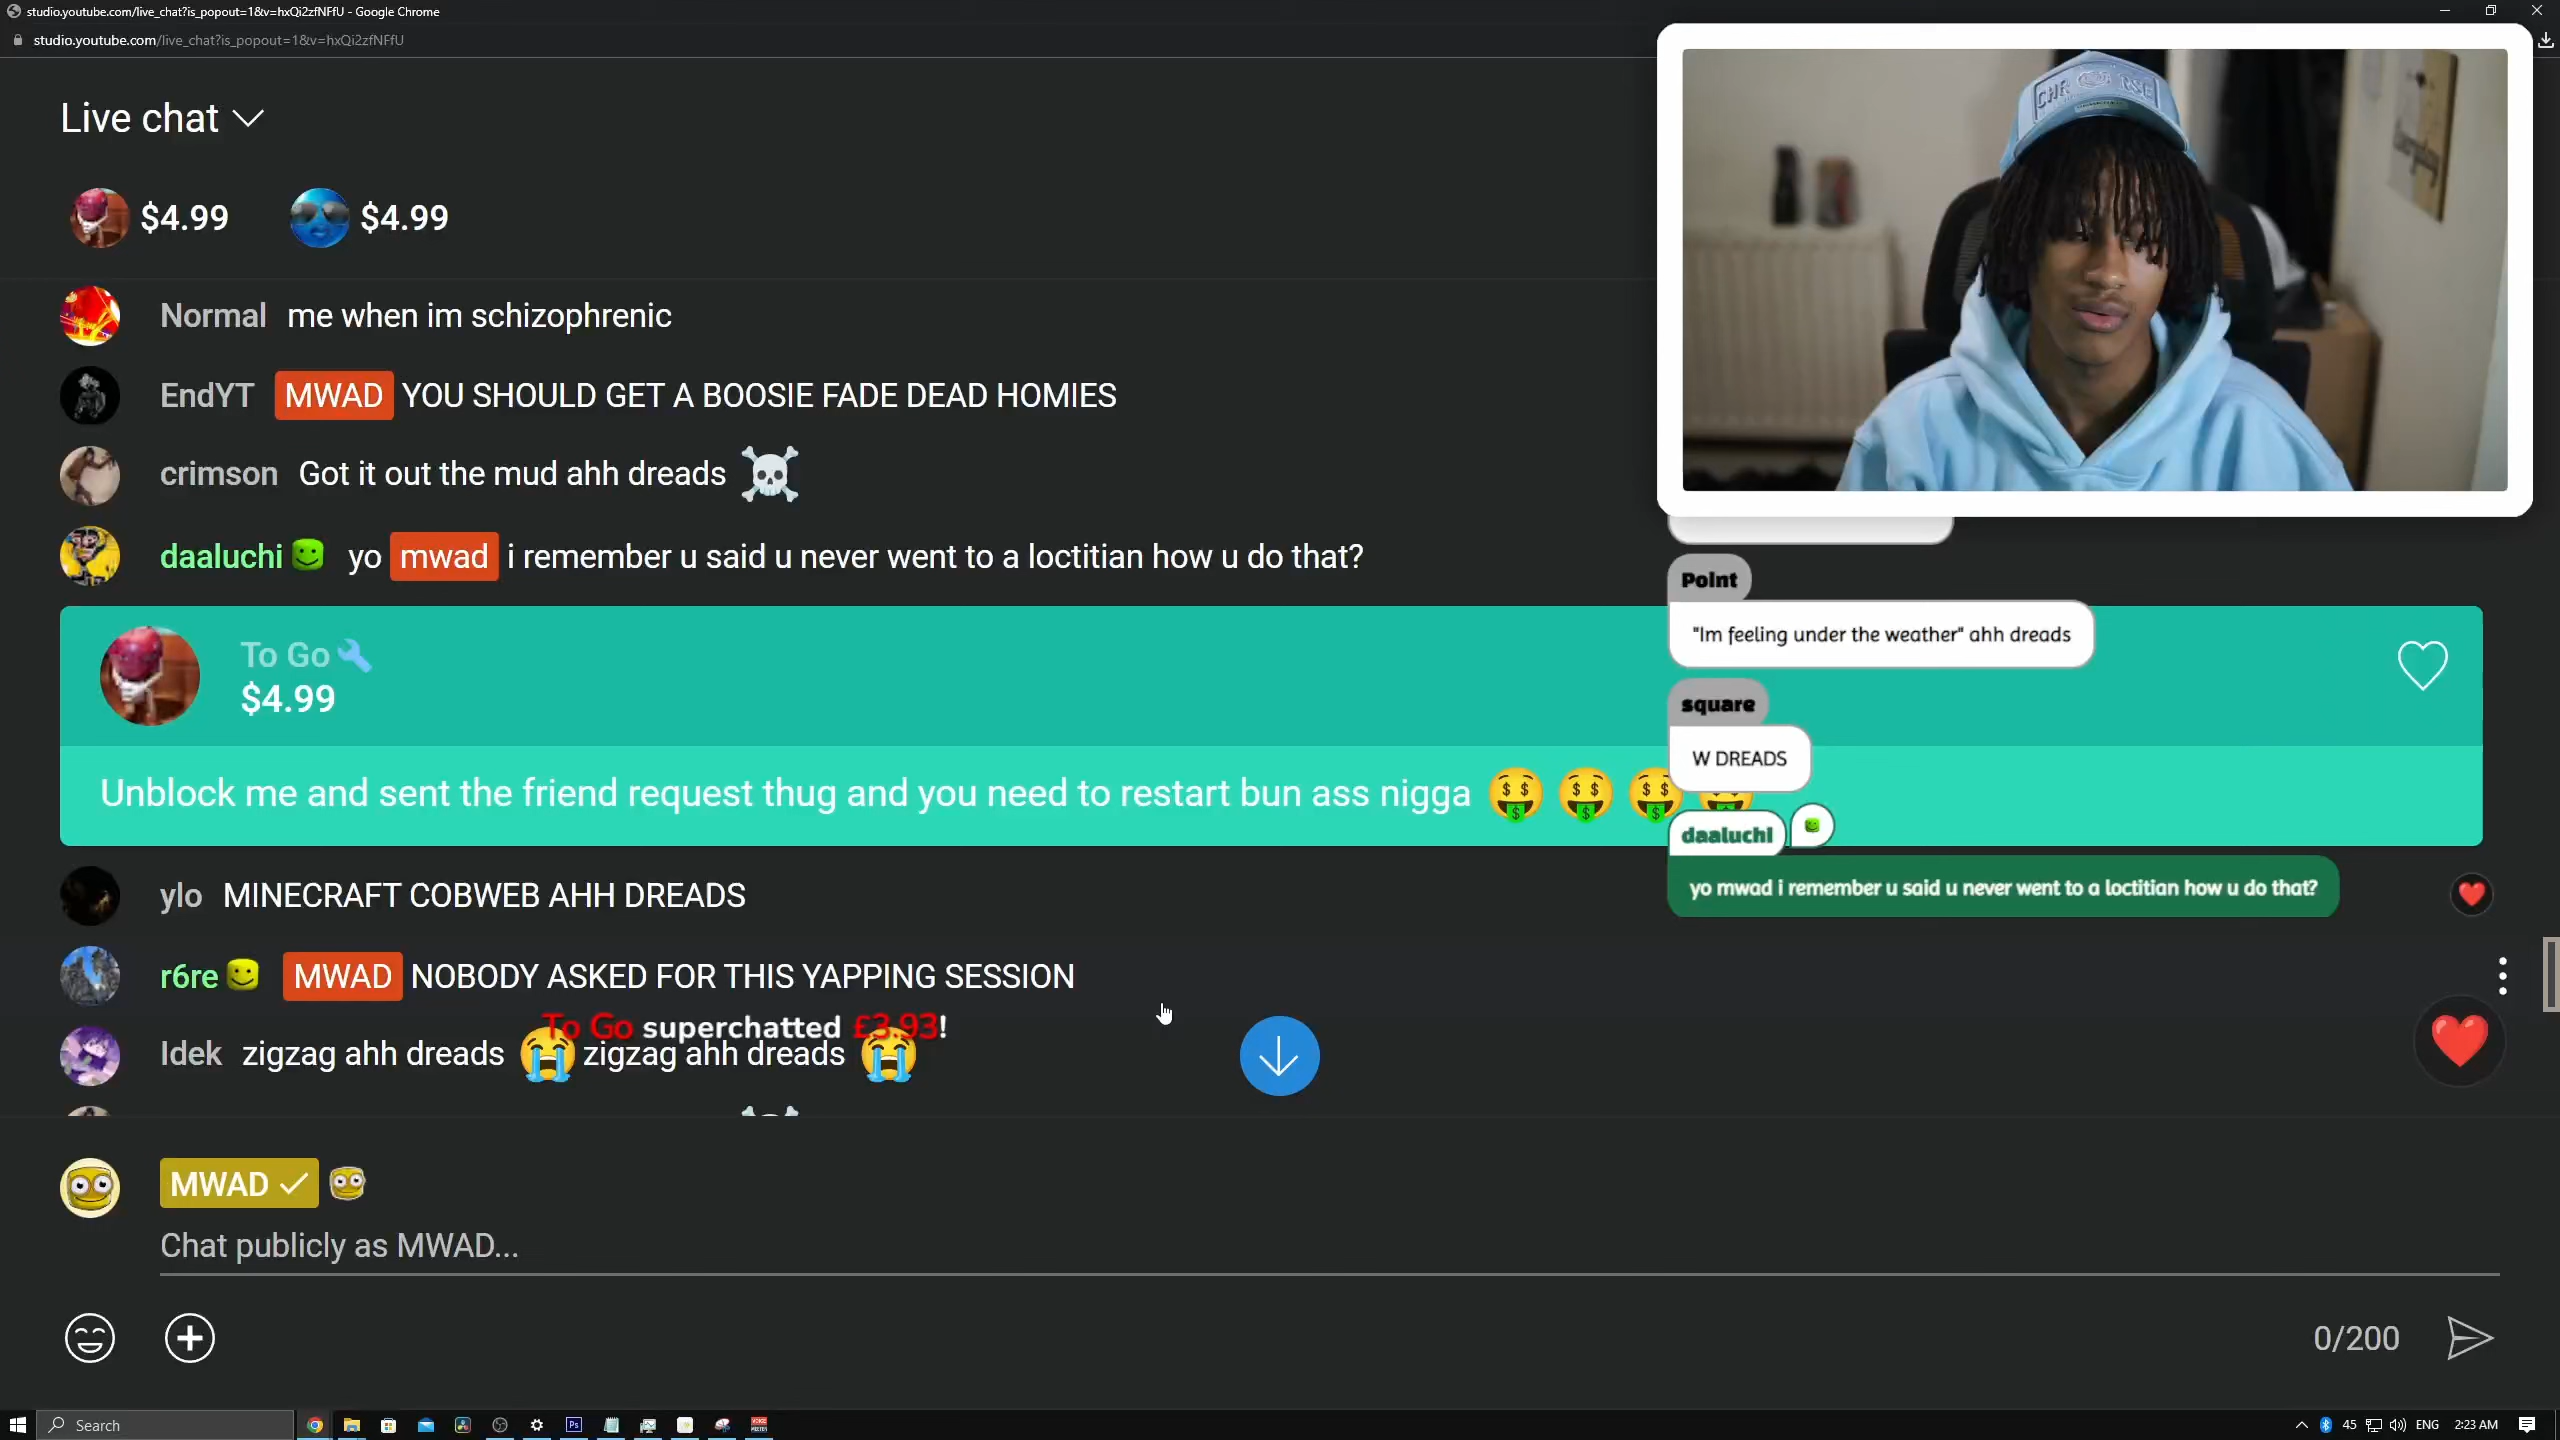 studio.youtube.com/live_chat?is_popout=1&v=hxQi2zfNFfU - Google Chrome
studio.youtube.com/live_chat?is_popout=1&v=hxQi2zfNFfU
Live chat
$4.99 $4.99
Normal me when im schizophrenic
EndYT MWAD YOU SHOULD GET A BOOSIE FADE DEAD HOMIES
crimson Got it out the mud ahh dreads ☠️
daaluchi yo mwad i remember u said u never went to a loctitian how u do that?
To Go
$4.99
Unblock me and sent the friend request thug and you need to restart bun ass nigga 🤑 🤑 🤑 🤑
ylo MINECRAFT COBWEB AHH DREADS
r6re MWAD NOBODY ASKED FOR THIS YAPPING SESSION
To Go superchatted £3.93!
Idek zigzag ahh dreads 😭 zigzag ahh dreads 😭
Point
"Im feeling under the weather" ahh dreads
square
W DREADS
daaluchi
yo mwad i remember u said u never went to a loctitian how u do that?
MWAD
Chat publicly as MWAD...
0/200
Search
Ps
45 ENG 2:23 AM